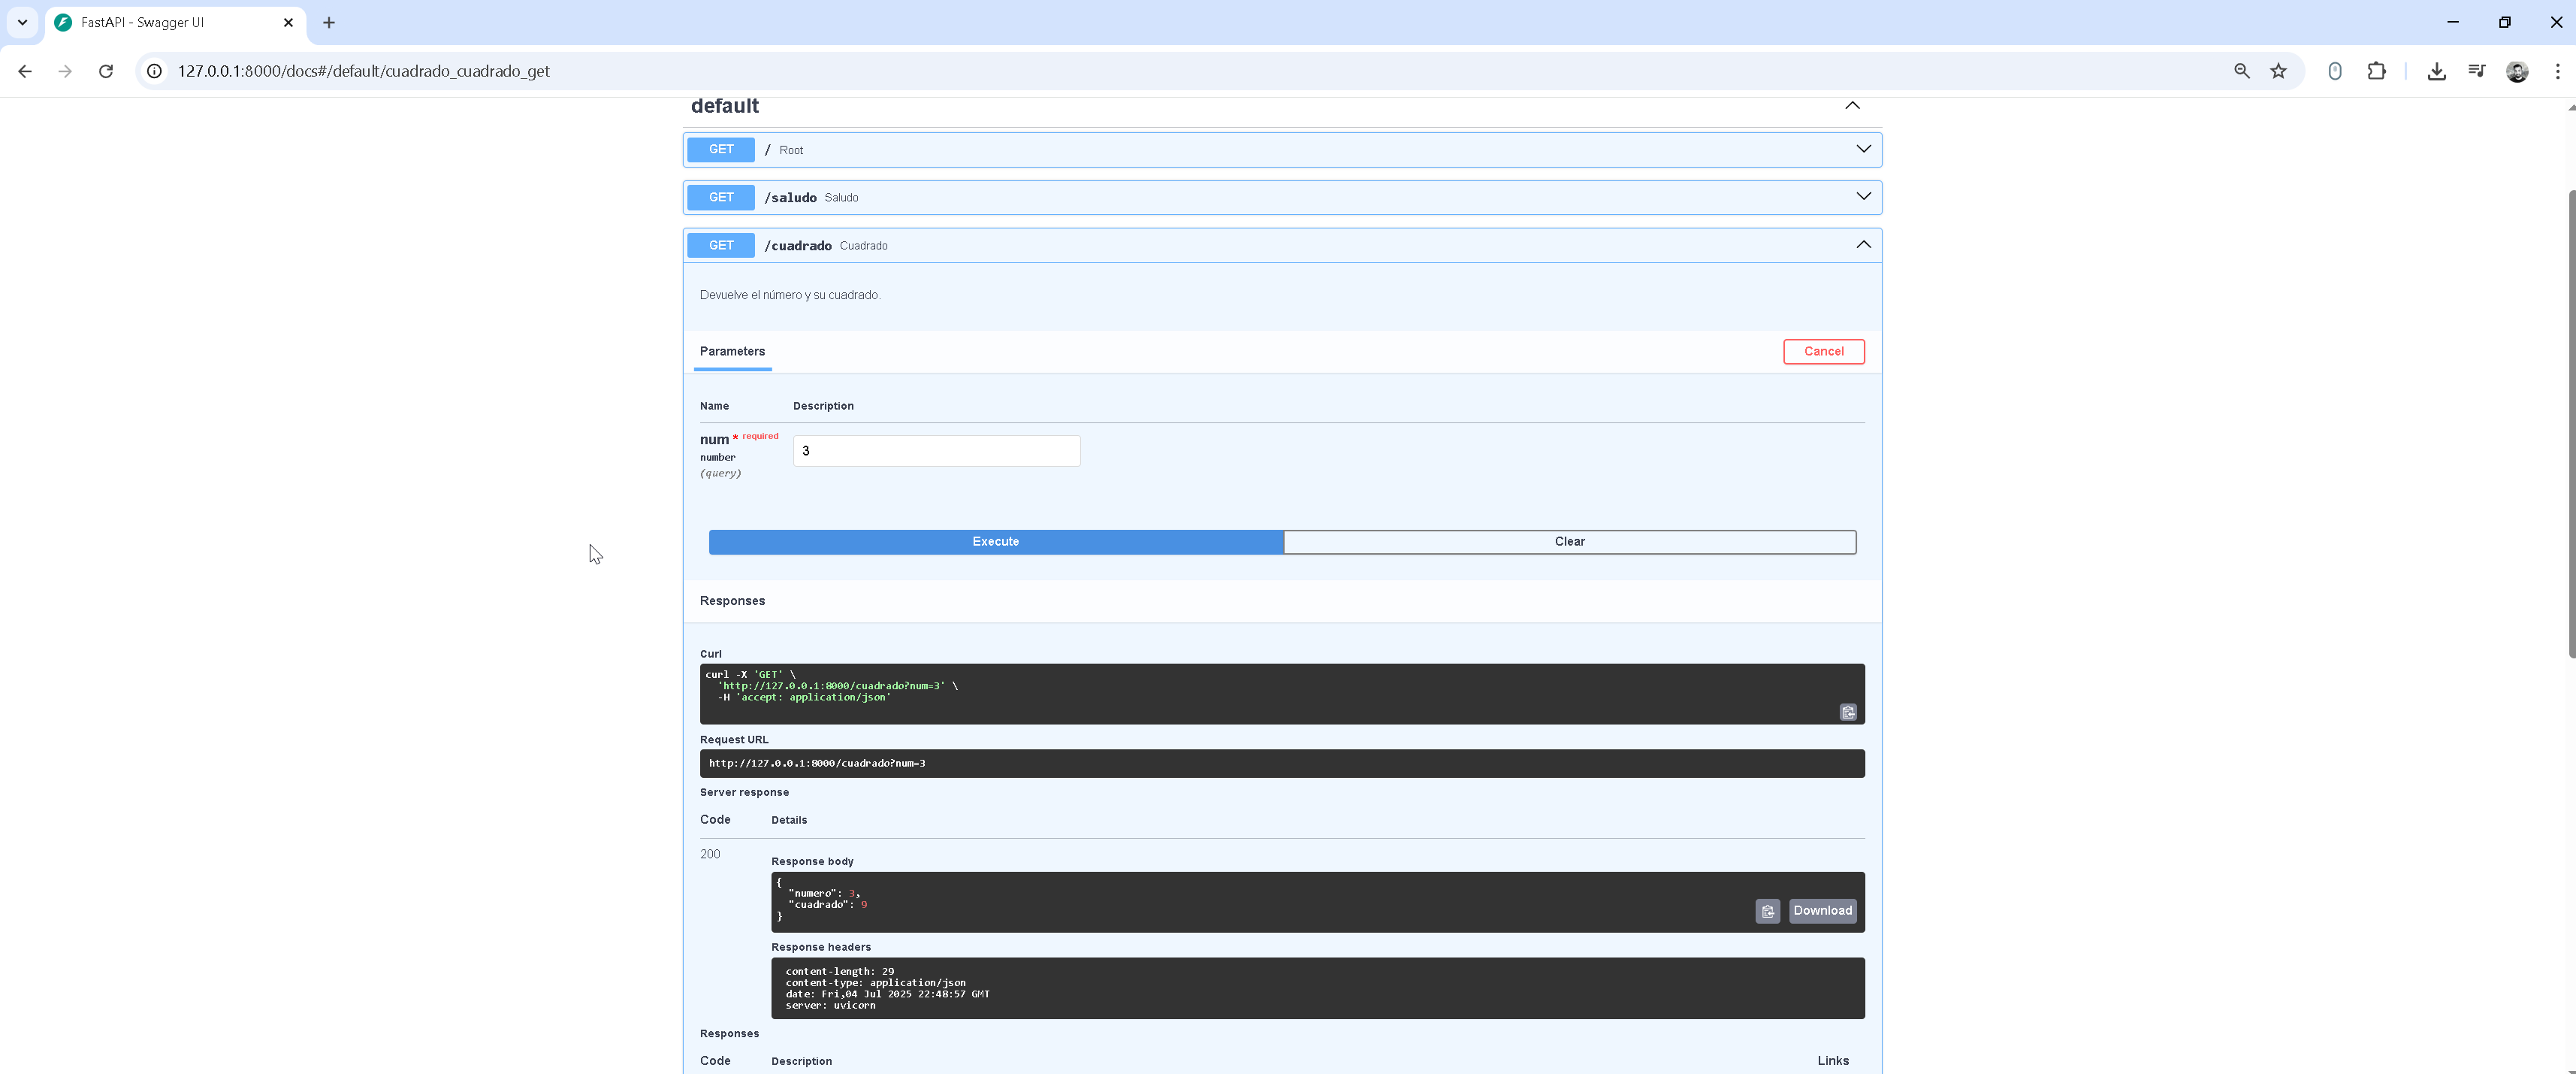 FastAPI - Swagger UI
127.0.0.1:8000/docs#/default/cuadrado_cuadrado_get
default
GET / Root
GET /saludo Saludo
GET /cuadrado Cuadrado
Devuelve el número y su cuadrado.
Parameters
Cancel
Name Description
num * required
number
(query)
3
Execute
Clear
Responses
Curl
curl -X 'GET' \
'http://127.0.0.1:8000/cuadrado?num=3' \
-H 'accept: application/json'
Request URL
http://127.0.0.1:8000/cuadrado?num=3
Server response
Code Details
200
Response body
{
"numero": 3,
"cuadrado": 9
}
Download
Response headers
content-length: 29
content-type: application/json
date: Fri,04 Jul 2025 22:48:57 GMT
server: uvicorn
Responses
Code Description Links